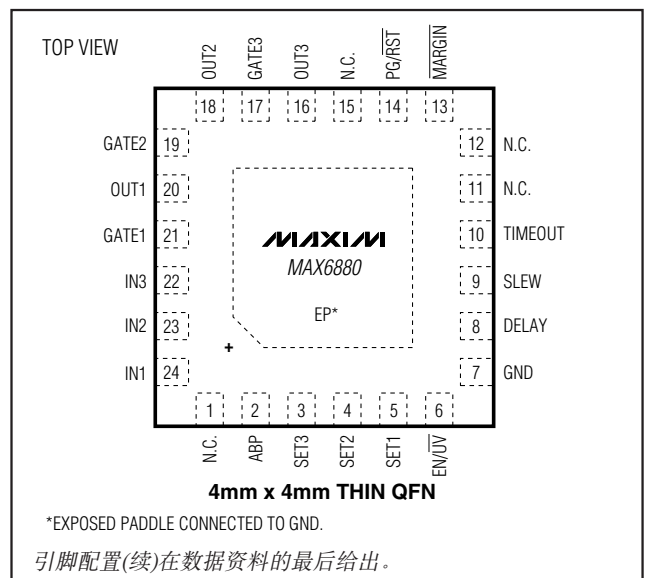 TOP VIEW
OUT2
GATE3
OUT3
N.C.
PG/RST
MARGIN
18
17
16
15
14
13
GATE2 19
12 N.C.
OUT1 20
11 N.C.
GATE1 21
10 TIMEOUT
MAXIM
MAX6880
IN3 22
9 SLEW
EP*
IN2 23
8 DELAY
+
IN1 24
7 GND
1
2
3
4
5
6
N.C.
ABP
SET3
SET2
SET1
EN/UV
4mm x 4mm THIN QFN
*EXPOSED PADDLE CONNECTED TO GND.
引脚配置(续)在数据资料的最后给出。